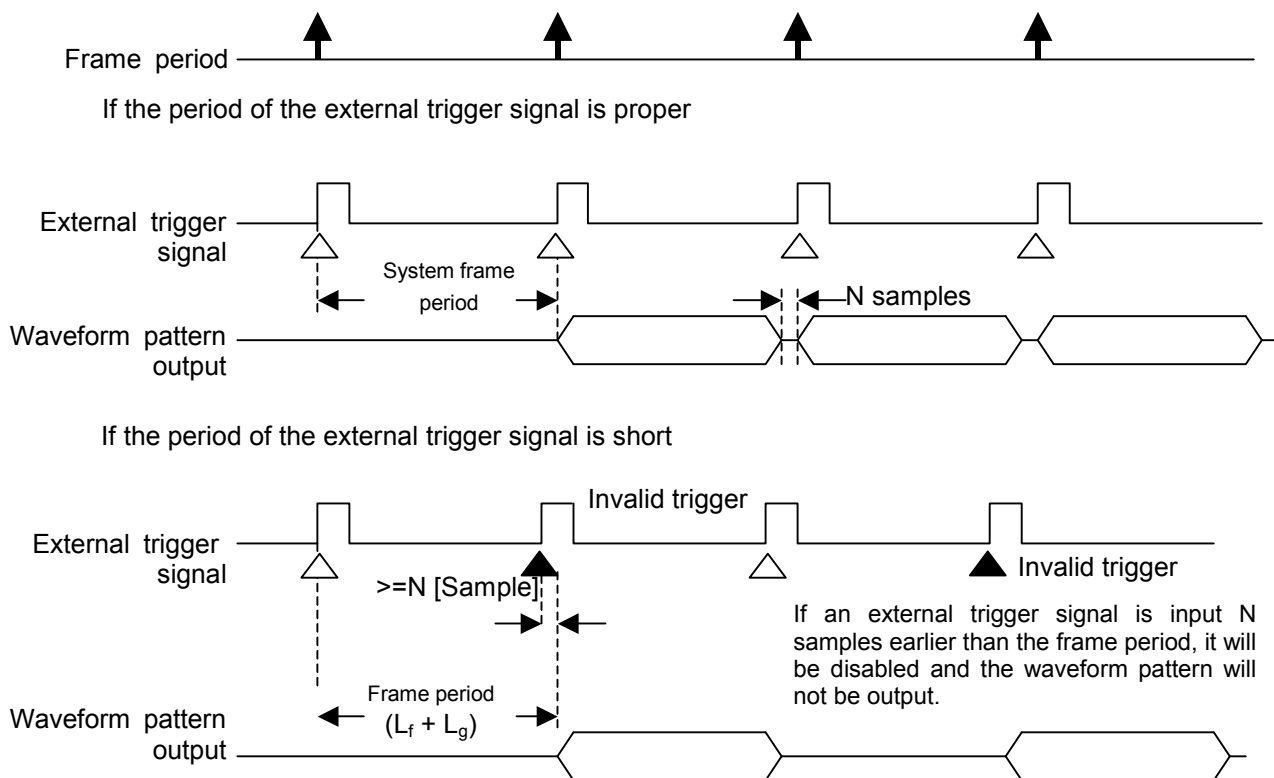 Frame period
If the period of the external trigger signal is proper
External trigger
signal
System frame
period
N samples
Waveform pattern
output
If the period of the external trigger signal is short
Invalid trigger
External trigger
signal
>=N [Sample]
Invalid trigger
If an external trigger signal is input N
samples earlier than the frame period, it will
be disabled and the waveform pattern will
not be output.
Frame period
(Lf + Lg)
Waveform pattern
output